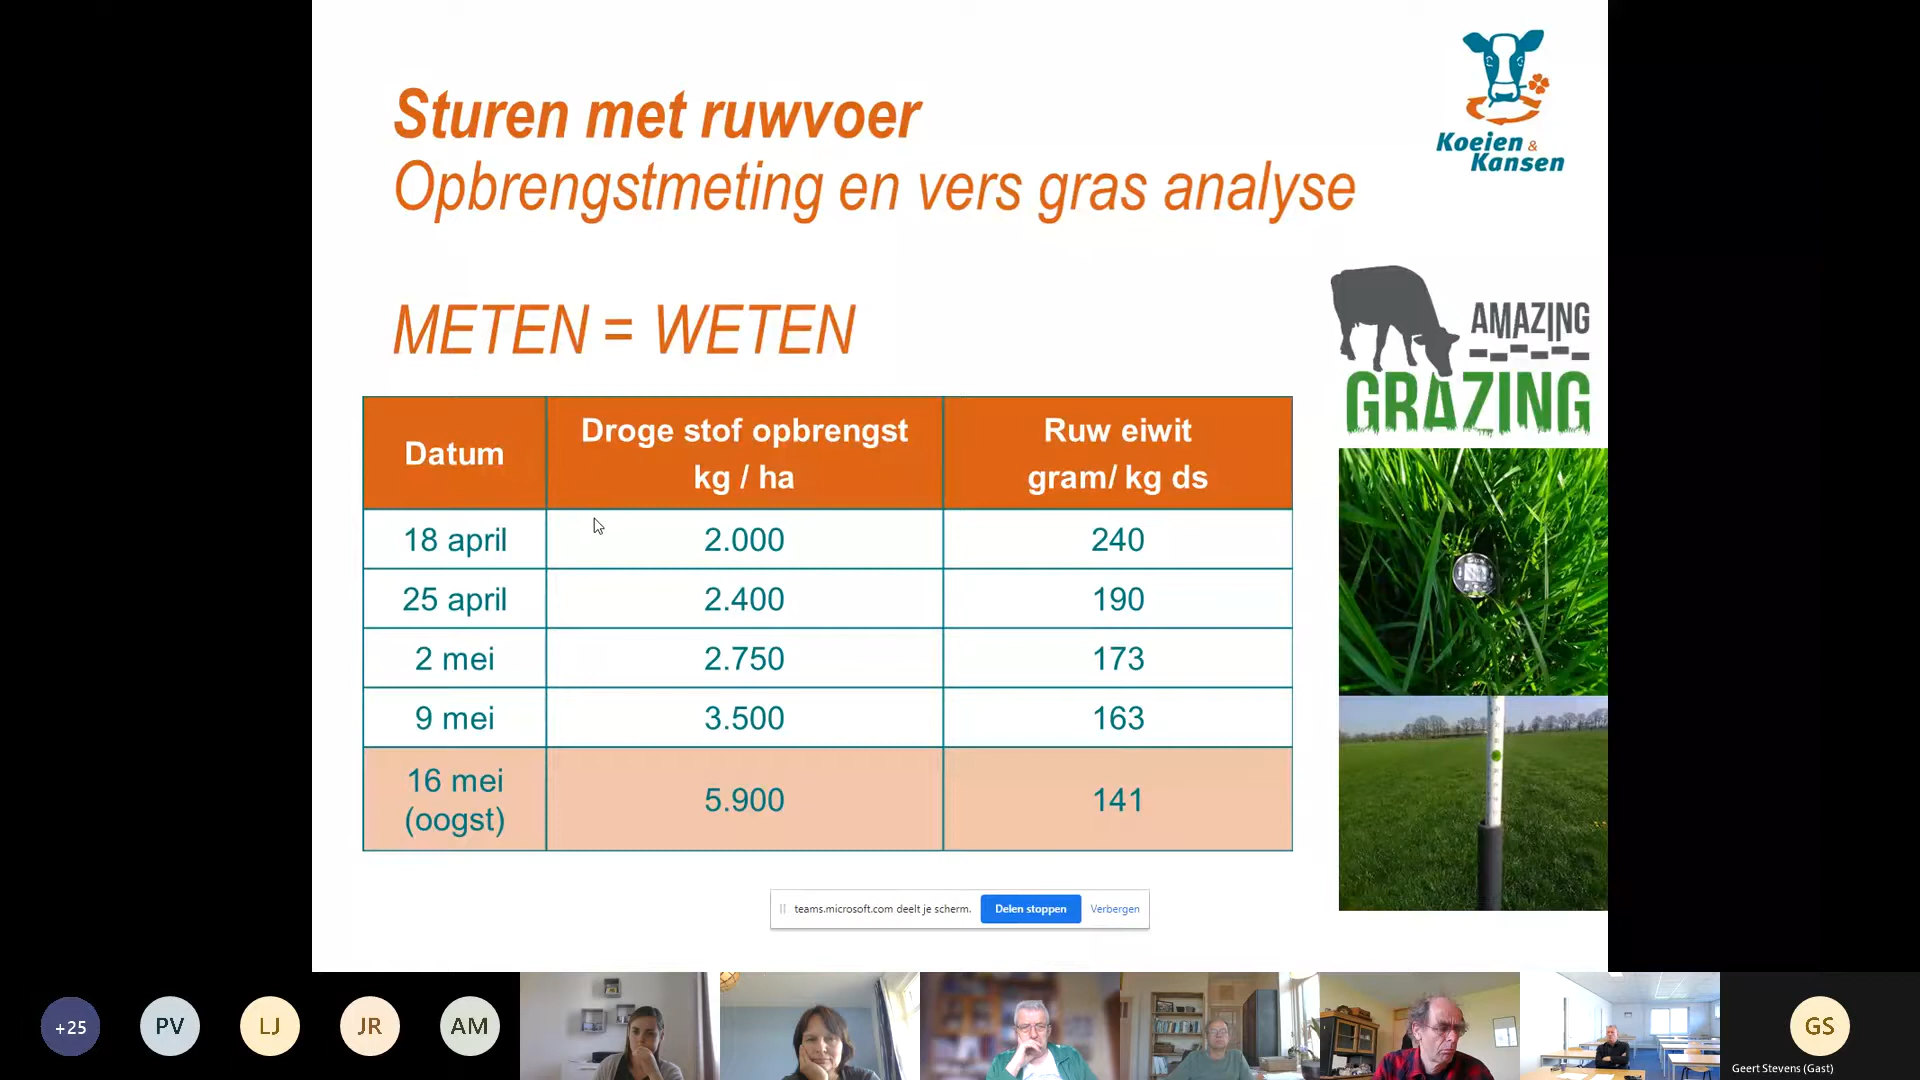 Sturen met ruwvoer
Opbrengstmeting en vers gras analyse
Koeien &
Kansen
METEN = WETEN
AMAZING
GRAZING
Datum
Droge stof opbrengst
kg / ha
Ruw eiwit
gram/ kg ds
18 april 2.000 240
25 april 2.400 190
2 mei 2.750 173
9 mei 3.500 163
16 mei
(oogst)
5.900 141
teams.microsoft.com deelt je scherm. Delen stoppen Verbergen
+25 PV LJ JR AM GS
Geert Stevens (Gast)